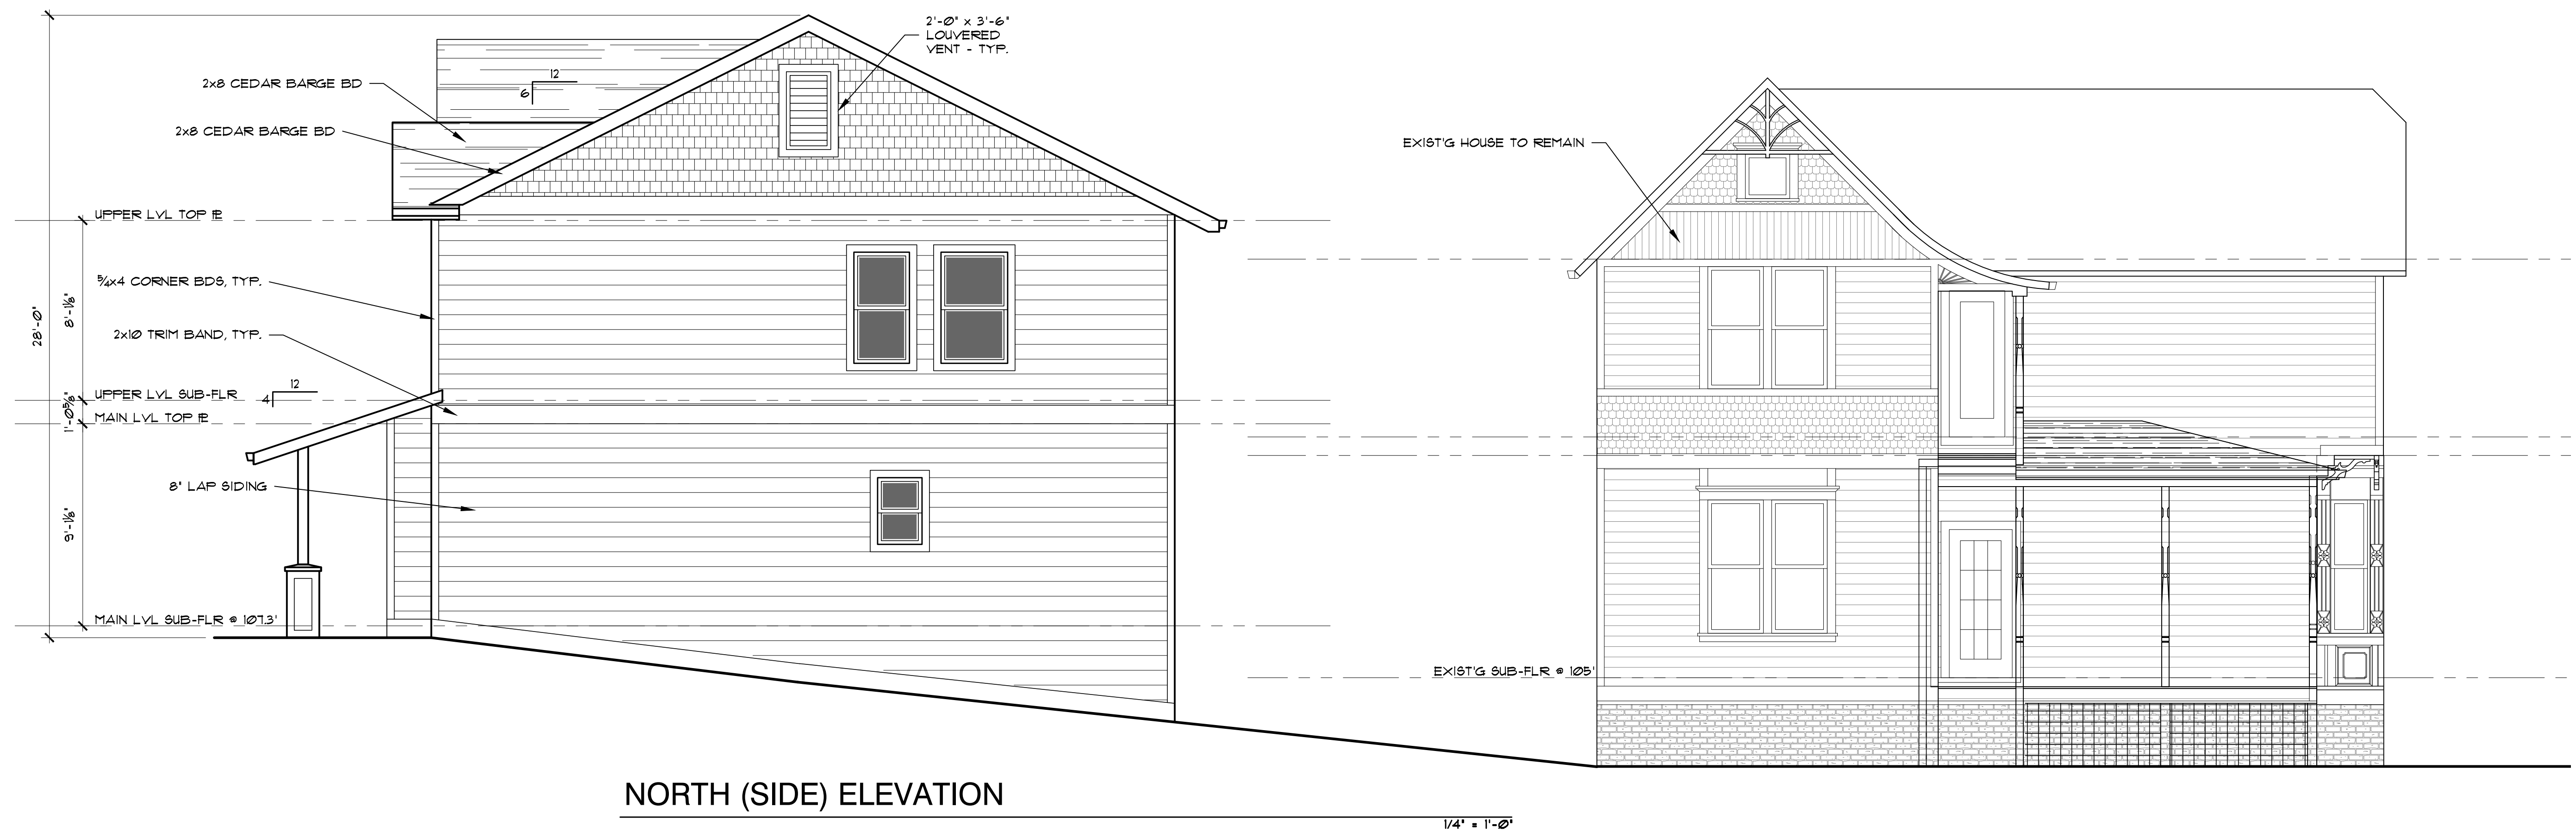 2'-0" x 3'-6"
LOUVERED
VENT - TYP.
12
6
2x8 CEDAR BARGE BD
2x8 CEDAR BARGE BD
EXIST'G HOUSE TO REMAIN
UPPER LVL TOP PL
5/4x4 CORNER BDS, TYP.
8'-1 1/8"
28'-0"
2x10 TRIM BAND, TYP.
12
4
UPPER LVL SUB-FLR
1'-0 5/8"
MAIN LVL TOP PL
8" LAP SIDING
9'-1 1/8"
MAIN LVL SUB-FLR @ 107.3'
EXIST'G SUB-FLR @ 105'
NORTH (SIDE) ELEVATION
1/4" = 1'-0"